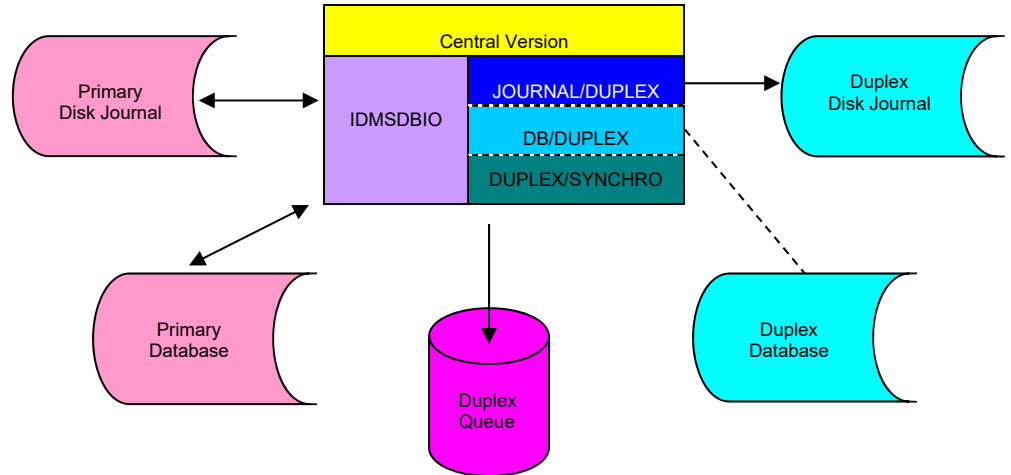 Central Version
Primary
Disk Journal
IDMSDBIO
JOURNAL/DUPLEX
DB/DUPLEX
DUPLEX/SYNCHRO
Duplex
Disk Journal
Primary
Database
Duplex
Queue
Duplex
Database